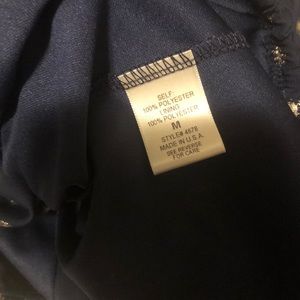 SELF:
100% POLYESTER
LINING
100% POLYESTER
M
STYLE# 4676
MADE IN U.S.A.
SEE REVERSE
FOR CARE